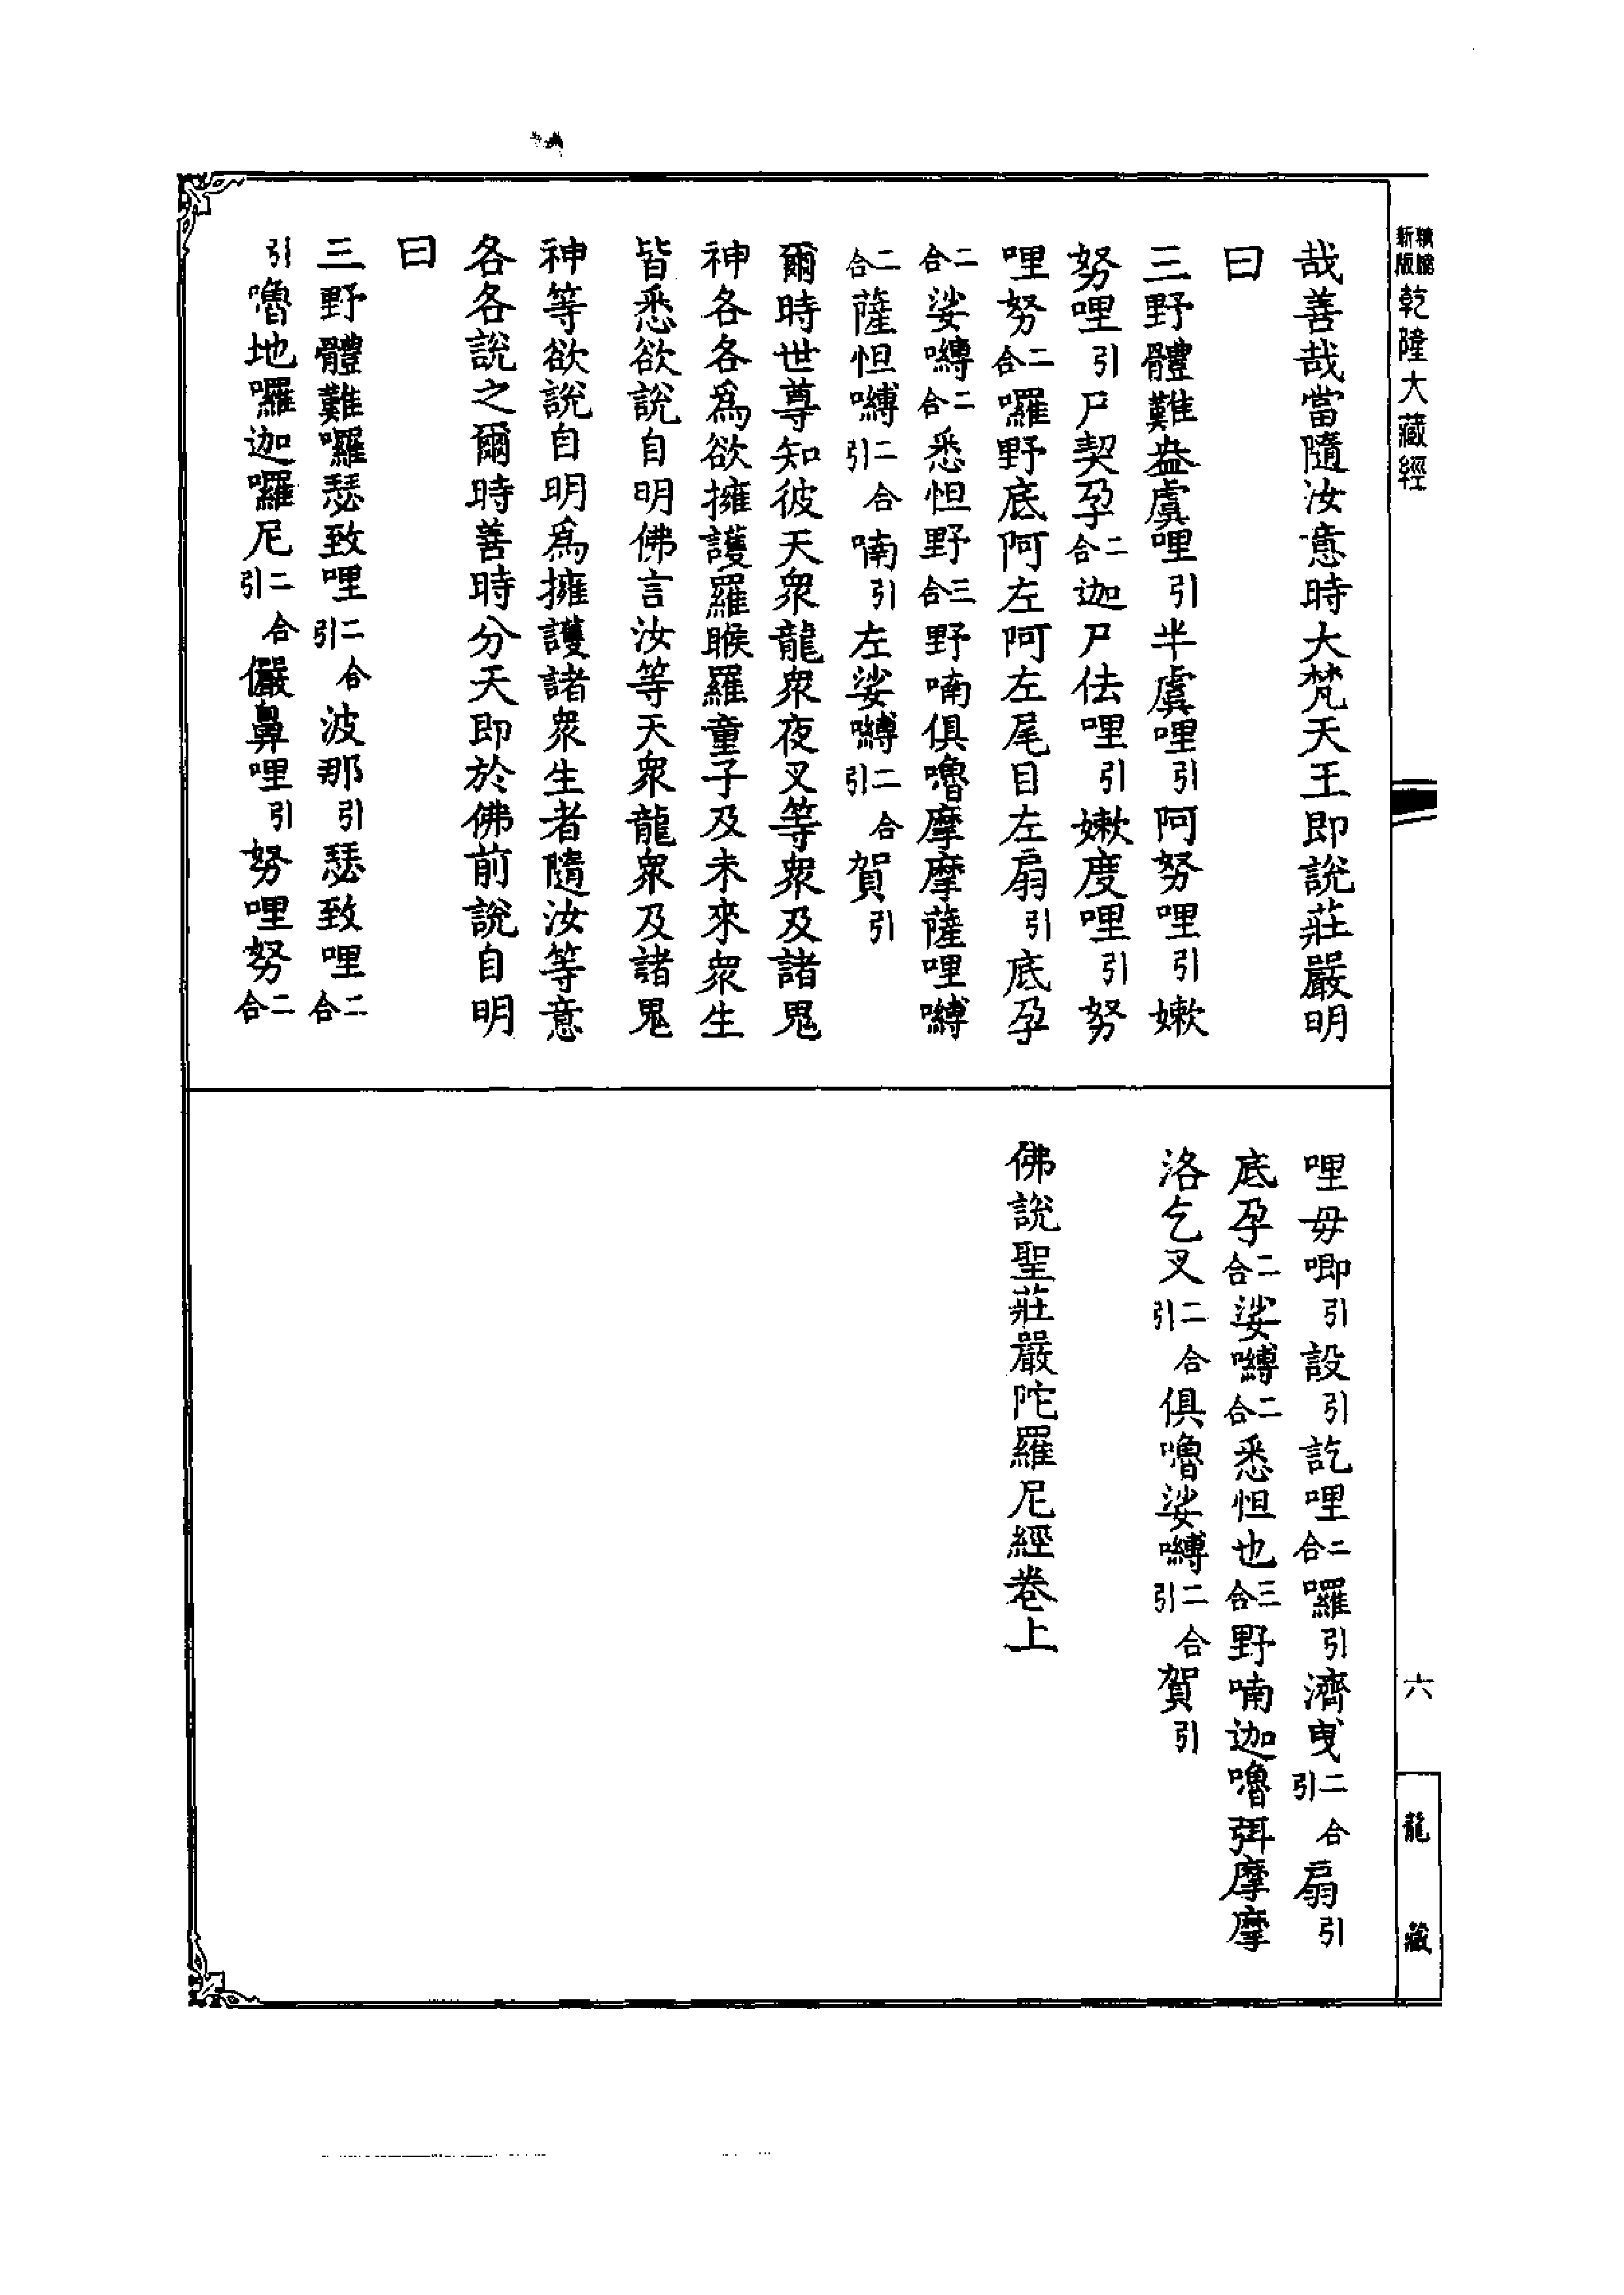 新版
乾隆大藏經
哉善哉當隨汝意時大梵天王即說莊嚴明
曰
三野體難盎虞哩引半虞哩引阿努哩引嫰
努哩引尸契孕二合迦尸佉哩引嫰度哩引努
哩努二合囉野底阿左阿左尾目左扇引底孕
二合娑嚩二合悉怛野三合野喃俱嚕摩摩薩哩嚩
二合薩怛嚩二合引喃引左娑嚩二合引賀引
爾時世尊知彼天衆龍衆夜叉等衆及諸鬼
神各各爲欲擁護羅睺羅童子及未來衆生
皆悉欲說自明佛言汝等天衆龍衆及諸鬼
神等欲說自明爲擁護諸衆生者隨汝等意
各各說之爾時善時分天即於佛前說自明
曰
三野體難囉瑟致哩二合引波那引瑟致哩二合
引嚕地囉迦囉尼二合引儼鼻哩引努哩努二合
哩毋唧引設引訖哩二合囉引濟曳二合引扇引
底孕二合娑嚩二合悉怛也三合野喃迦嚕弭摩摩
洛乞叉二合引俱嚕娑嚩二合引賀引
佛說聖莊嚴陀羅尼經卷上
六
龍藏